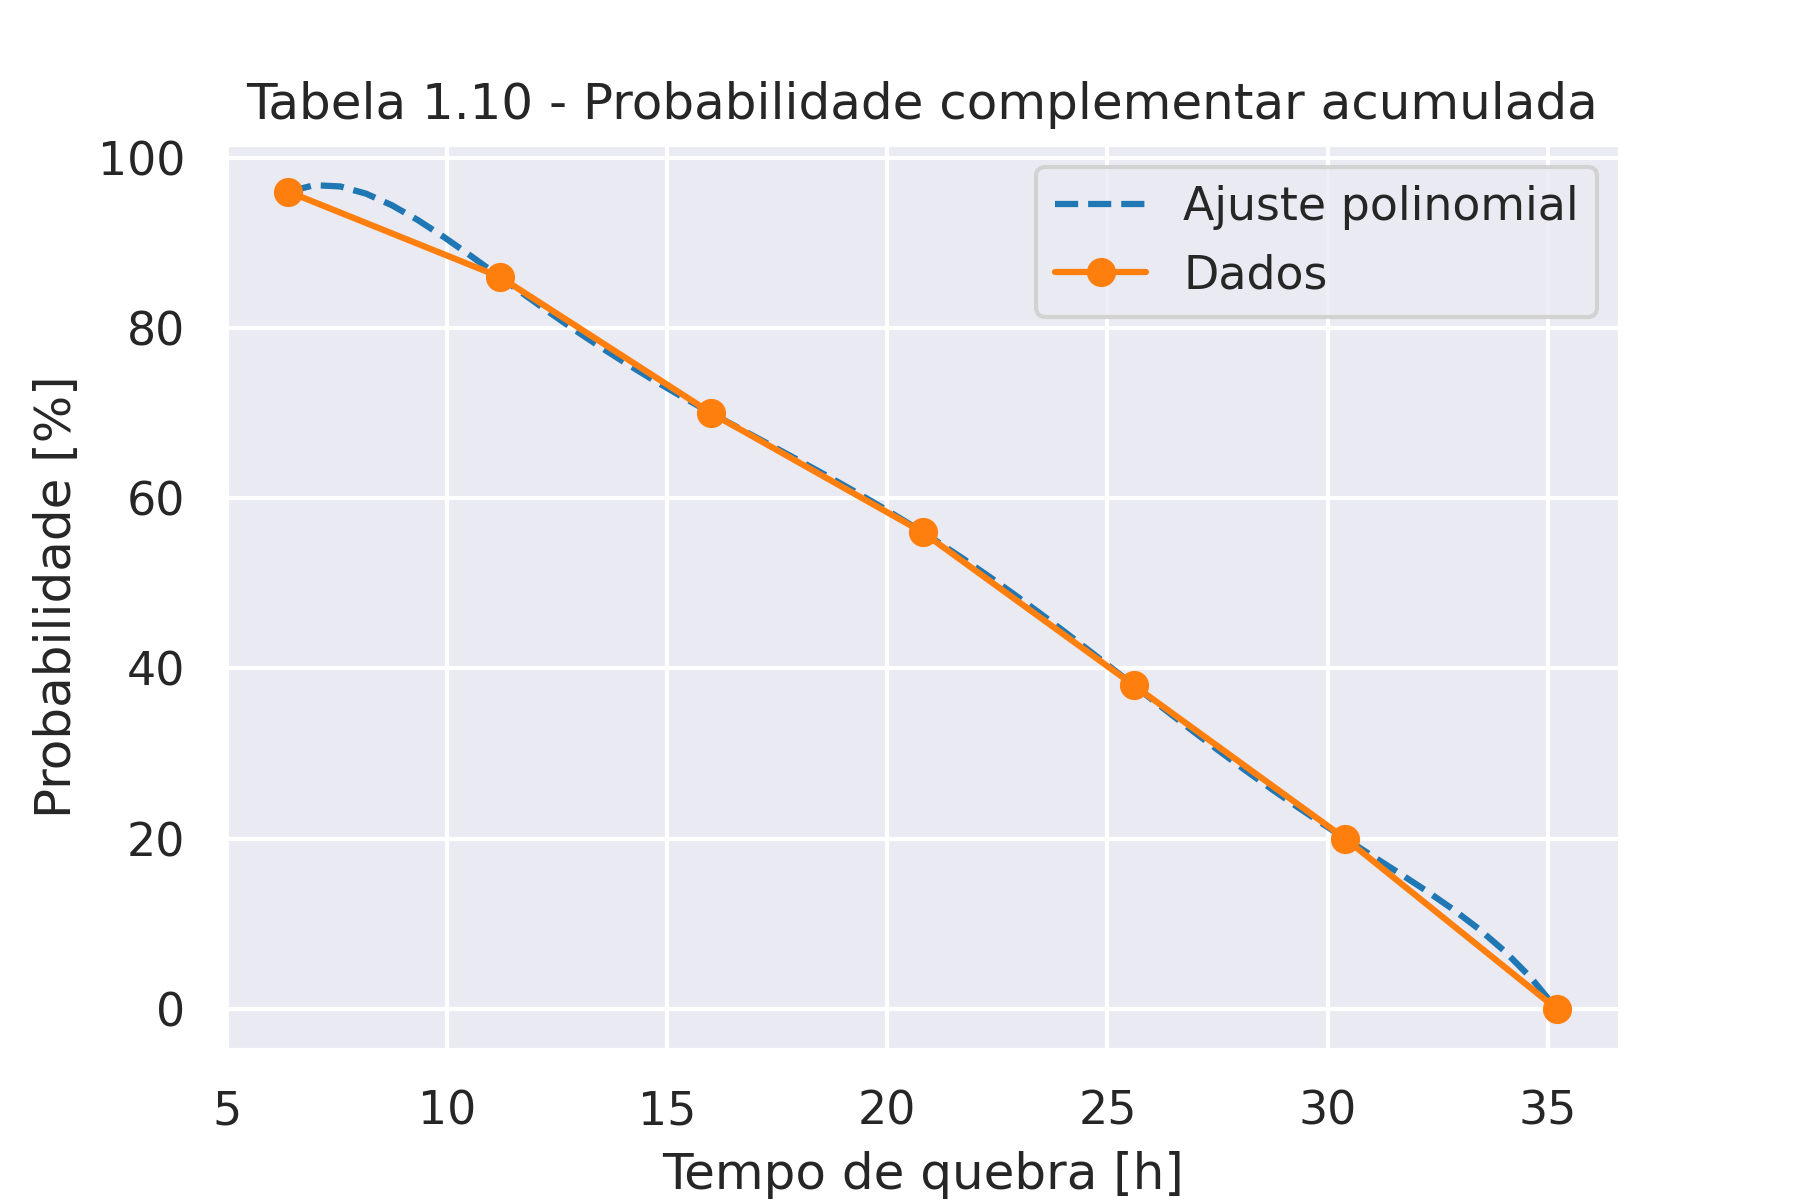 Tabela 1.10 - Probabilidade complementar acumulada
Ajuste polinomial
Dados
Probabilidade [%]
100
80
60
40
20
0
5 10 15 20 25 30 35
Tempo de quebra [h]